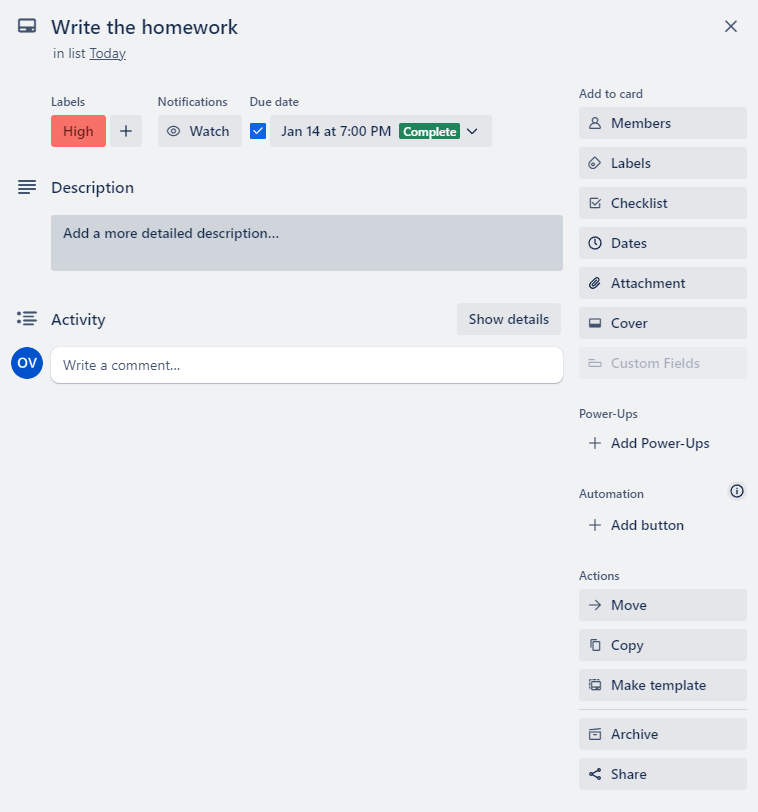 Write the homework
in list Today
Labels
Notifications
Due date
High
Watch
Jan 14 at 7:00 PM Complete
Description
Add a more detailed description...
Activity
Show details
OV
Write a comment...
Add to card
Members
Labels
Checklist
Dates
Attachment
Cover
Custom Fields
Power-Ups
Add Power-Ups
Automation
Add button
Actions
Move
Copy
Make template
Archive
Share